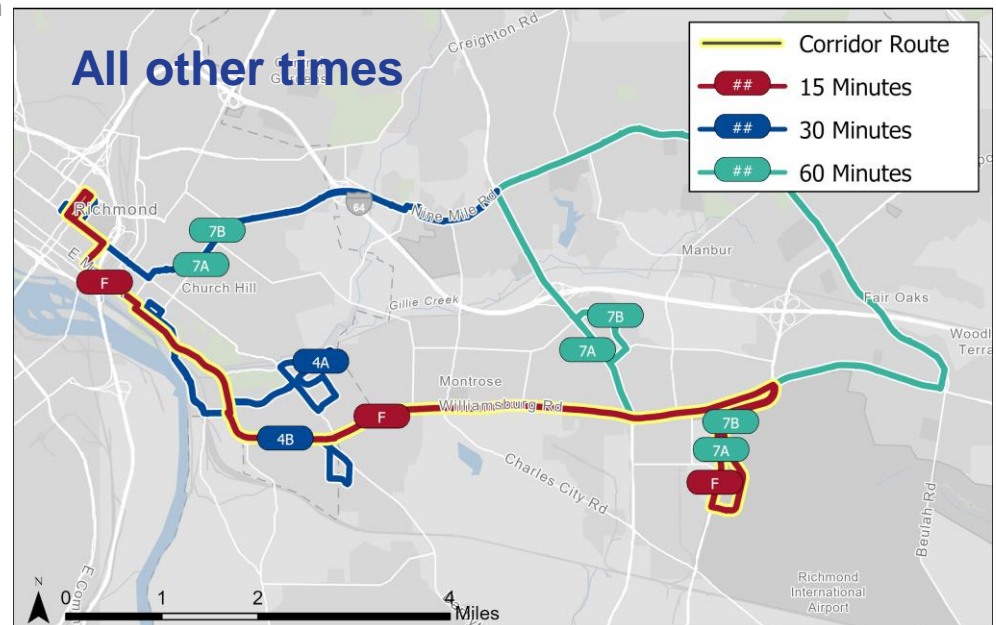 All other times
Creighton Rd
Gardens
Corridor Route
## 15 Minutes
## 30 Minutes
## 60 Minutes
64
Nine Mile Rd
Richmond
7B
7A
Church Hill
F
Gillie Creek
Manbur
Fair Oaks
7B
7A
4A
Montrose
Williamsburg Rd
F
4B
7B
7A
F
Charles City Rd
Beulah Rd
Richmond
International
Airport
N
0 1 2 4
Miles